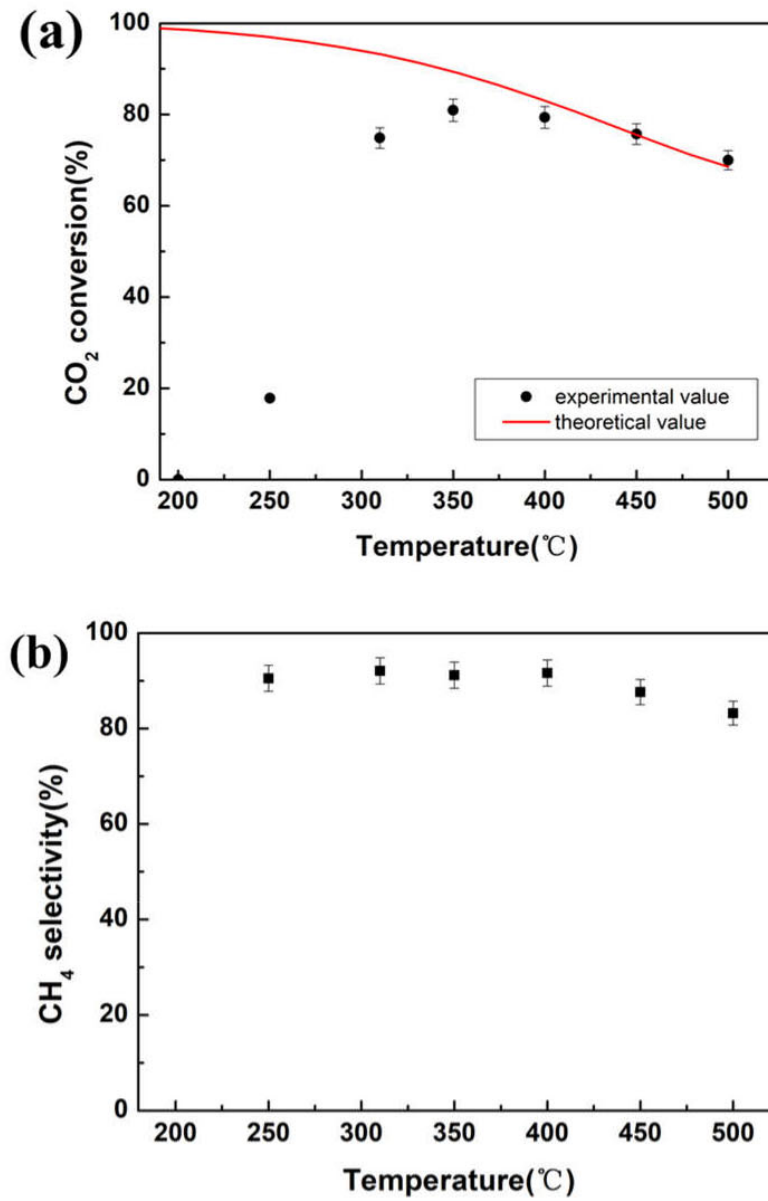 (a)
100
80
60
40
20
0
CO₂ conversion(%)
experimental value
theoretical value
200 250 300 350 400 450 500
Temperature(℃)
(b)
100
80
60
40
20
0
CH₄ selectivity(%)
200 250 300 350 400 450 500
Temperature(℃)